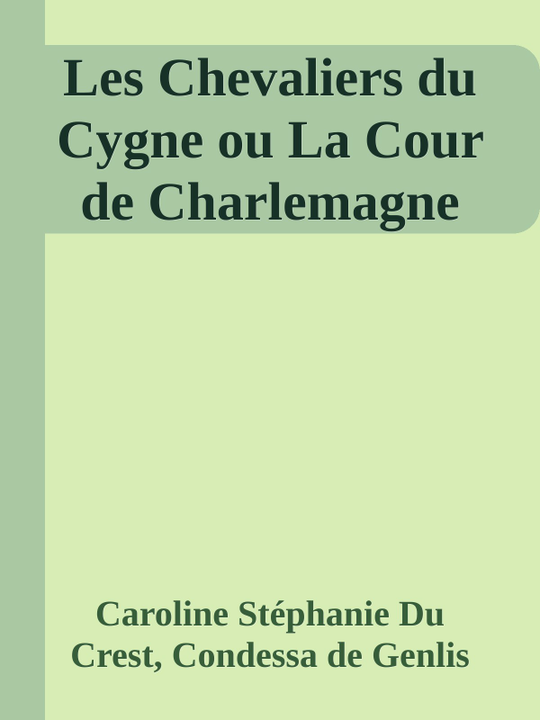 Les Chevaliers du
Cygne ou La Cour
de Charlemagne
Caroline Stéphanie Du
Crest, Condessa de Genlis